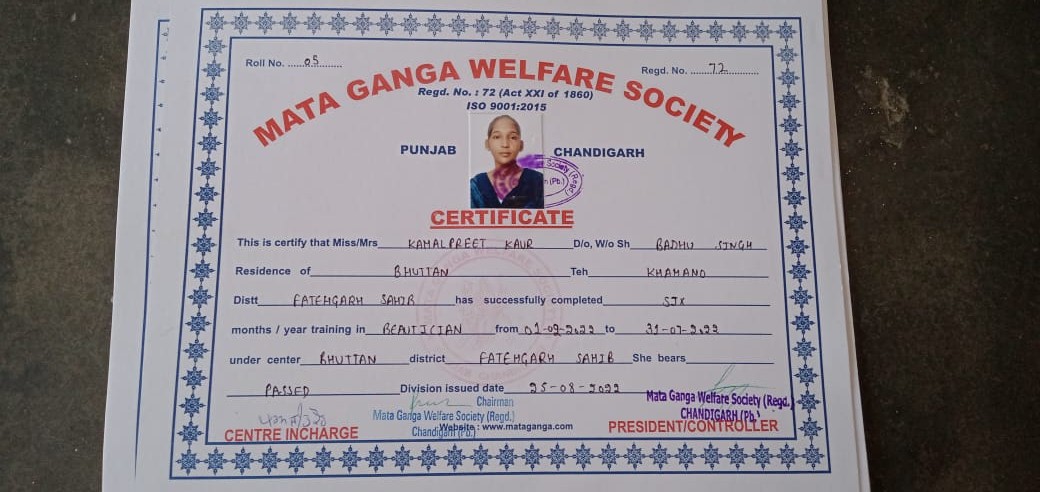 Roll No. ......05......
Regd. No. ....72............
MATA GANGA WELFARE SOCIETY
Regd. No. : 72 (Act XXI of 1860)
ISO 9001:2015
PUNJAB CHANDIGARH
Society (Regd.)
(Pb.)
CERTIFICATE
This is certify that Miss/Mrs KAMALPREET KAUR D/o, W/o Sh BADHU SINGH
Residence of BHUTTAN Teh KHAMANO
Distt FATEHGARH SAHIB has successfully completed SIX
months / year training in BEAUTICIAN from 01-02-2022 to 31-07-2022
under center BHUTTAN district FATEHGARH SAHIB She bears
PASSED Division issued date 25-08-2022
Chairman
Mata Ganga Welfare Society (Regd.)
Chandigarh (Pb.)
Mata Ganga Welfare Society (Regd.)
CHANDIGARH (Pb.)
CENTRE INCHARGE
Website : www.mataganga.com
PRESIDENT/CONTROLLER